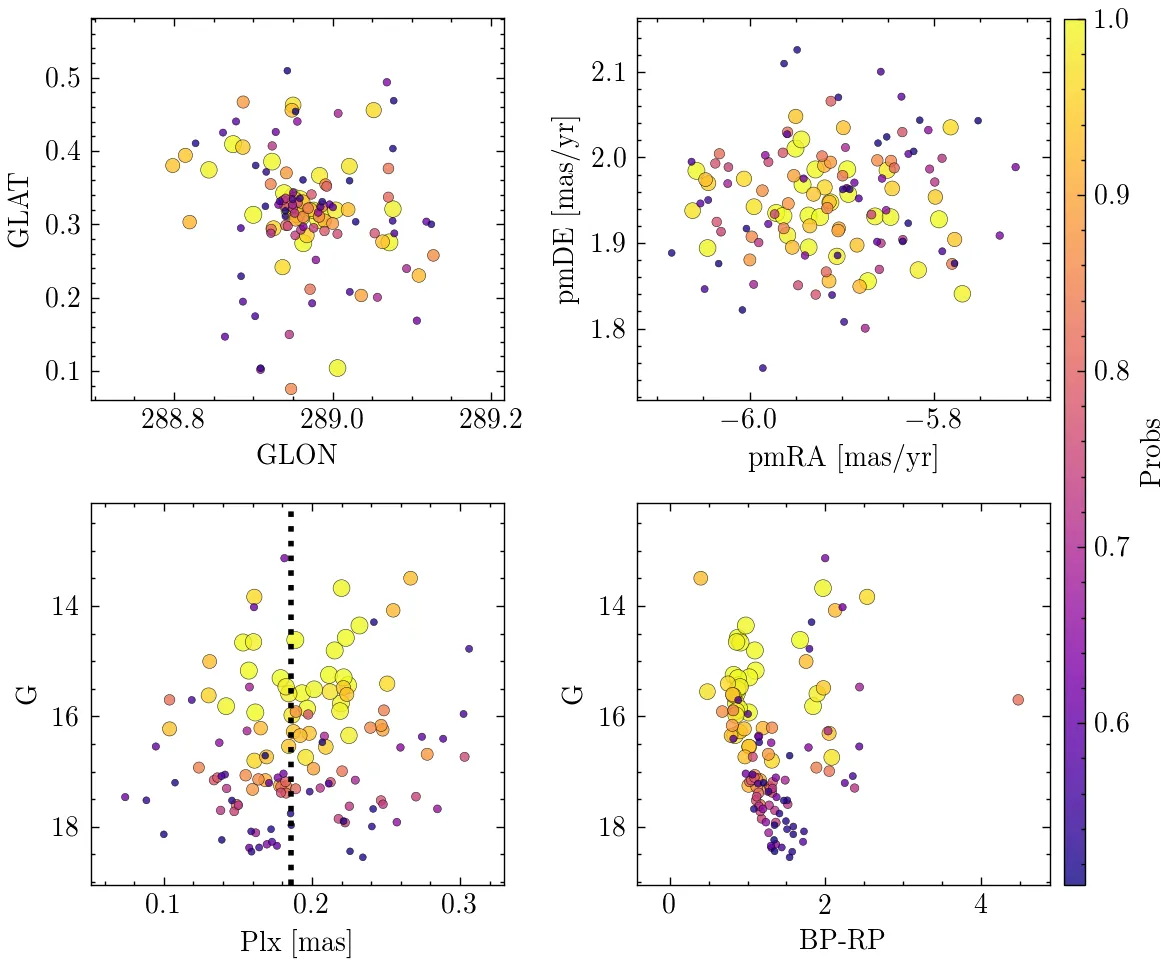 0.5
0.4
0.3
0.2
0.1
GLAT
288.8 289.0 289.2
GLON
2.1
2.0
1.9
1.8
pmDE [mas/yr]
−6.0 −5.8
pmRA [mas/yr]
14
16
18
G
0.1 0.2 0.3
Plx [mas]
14
16
18
G
0 2 4
BP-RP
1.0
0.9
0.8
0.7
0.6
Probs